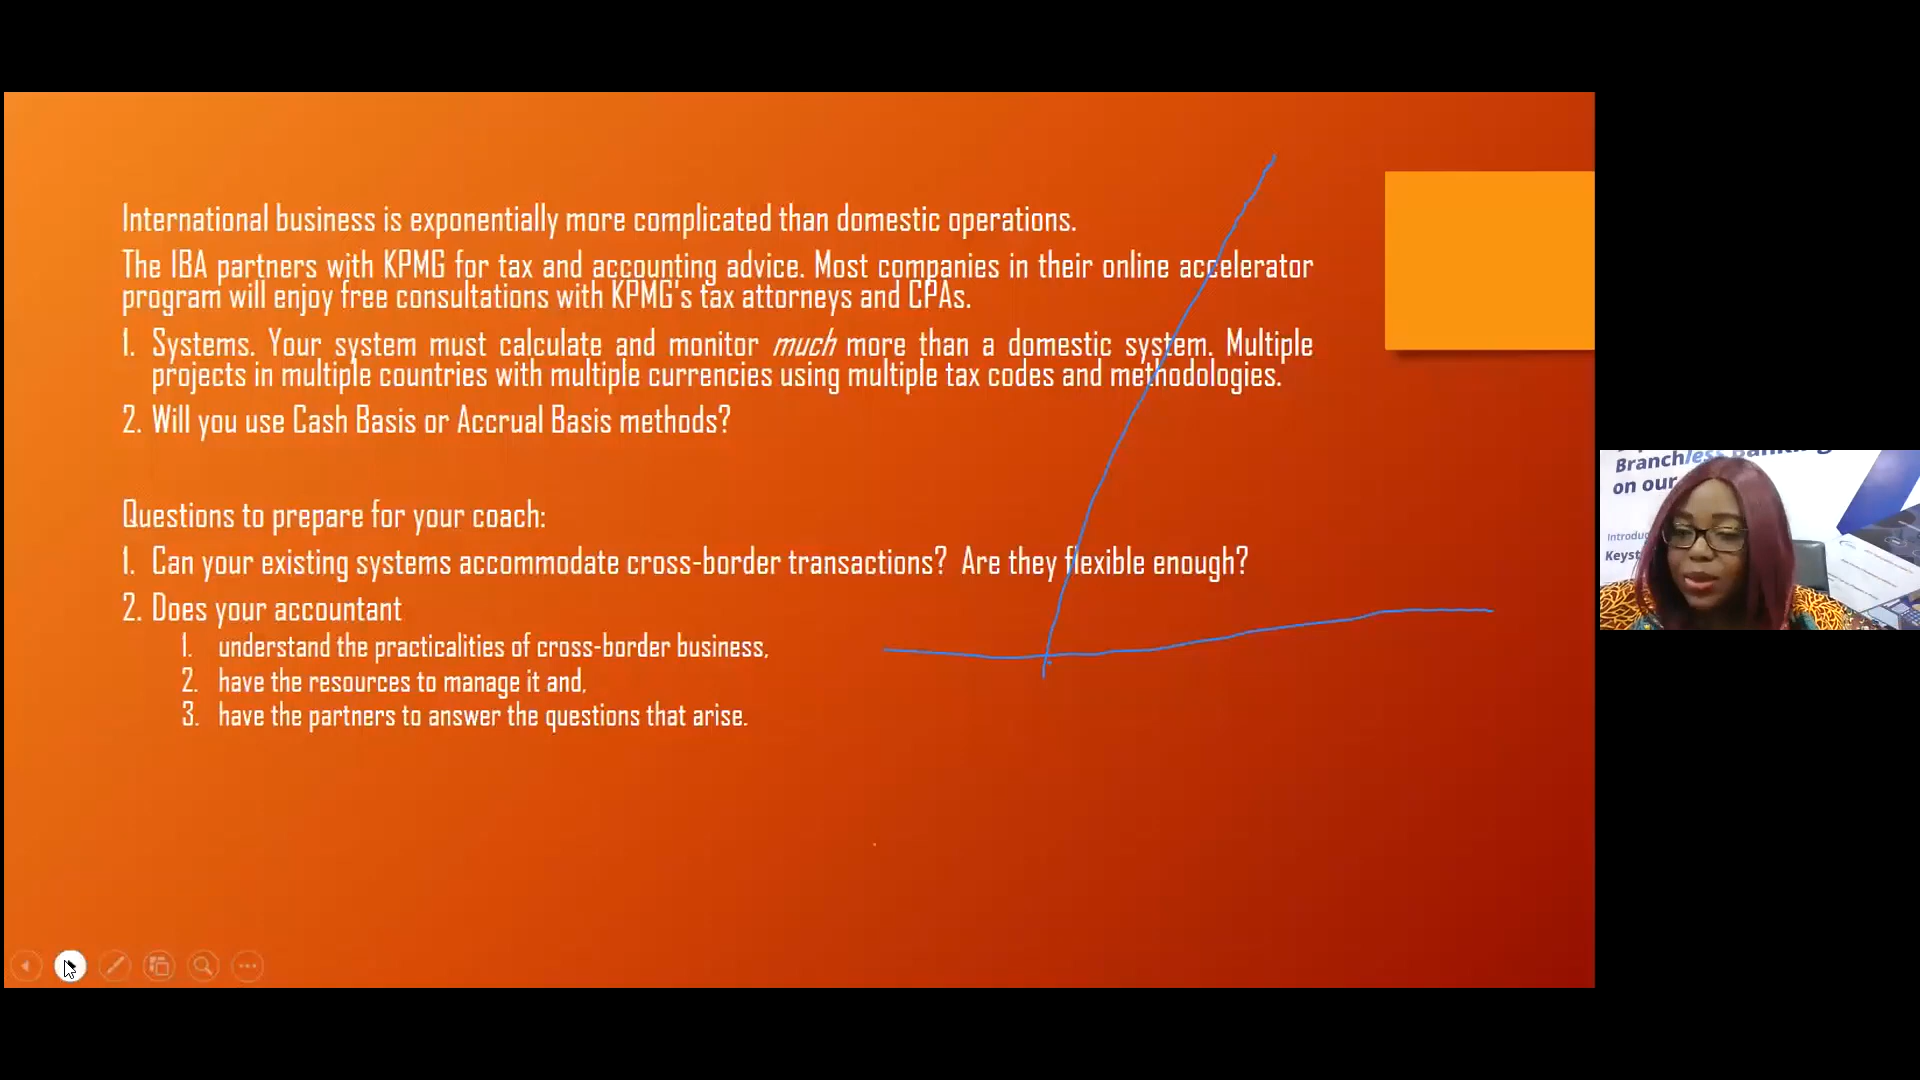 International business is exponentially more complicated than domestic operations.
The IBA partners with KPMG for tax and accounting advice. Most companies in their online accelerator
program will enjoy free consultations with KPMG's tax attorneys and CPAs.
1. Systems. Your system must calculate and monitor much more than a domestic system. Multiple
projects in multiple countries with multiple currencies using multiple tax codes and methodologies.
2. Will you use Cash Basis or Accrual Basis methods?
Questions to prepare for your coach:
1. Can your existing systems accommodate cross-border transactions? Are they flexible enough?
2. Does your accountant
1. understand the practicalities of cross-border business,
2. have the resources to manage it and,
3. have the partners to answer the questions that arise.
Branchless Banking
on our